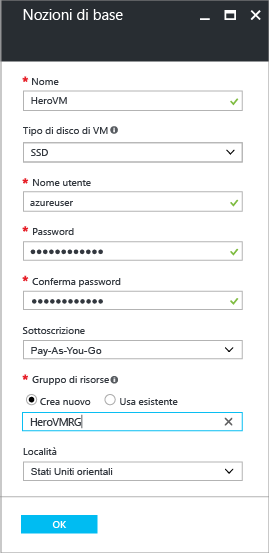 Nozioni di base
* Nome
HeroVM
Tipo di disco di VM
SSD
* Nome utente
azureuser
* Password
●●●●●●●●●●●●
* Conferma password
●●●●●●●●●●●●
Sottoscrizione
Pay-As-You-Go
* Gruppo di risorse
Crea nuovo Usa esistente
HeroVMRG
Località
Stati Uniti orientali
OK